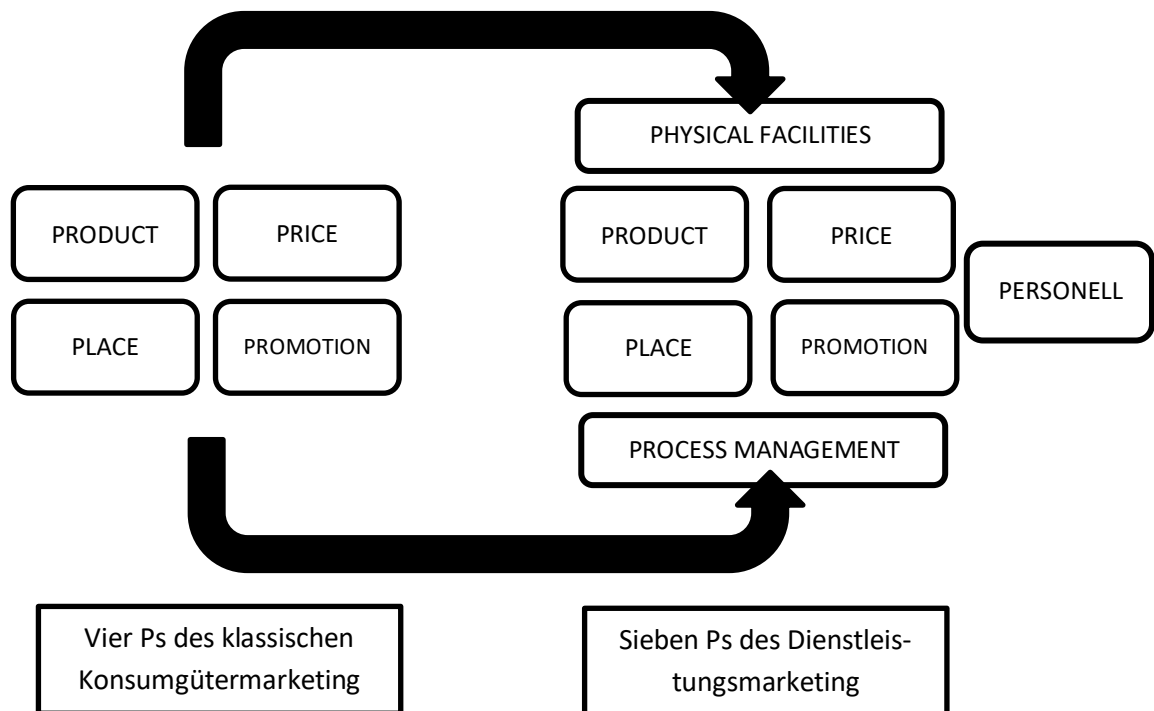 PHYSICAL FACILITIES
PRODUCT
PRICE
PLACE
PROMOTION
PRODUCT
PRICE
PLACE
PROMOTION
PERSONELL
PROCESS MANAGEMENT
Vier Ps des klassischen
Konsumgütermarketing
Sieben Ps des Dienstleis-
tungsmarketing